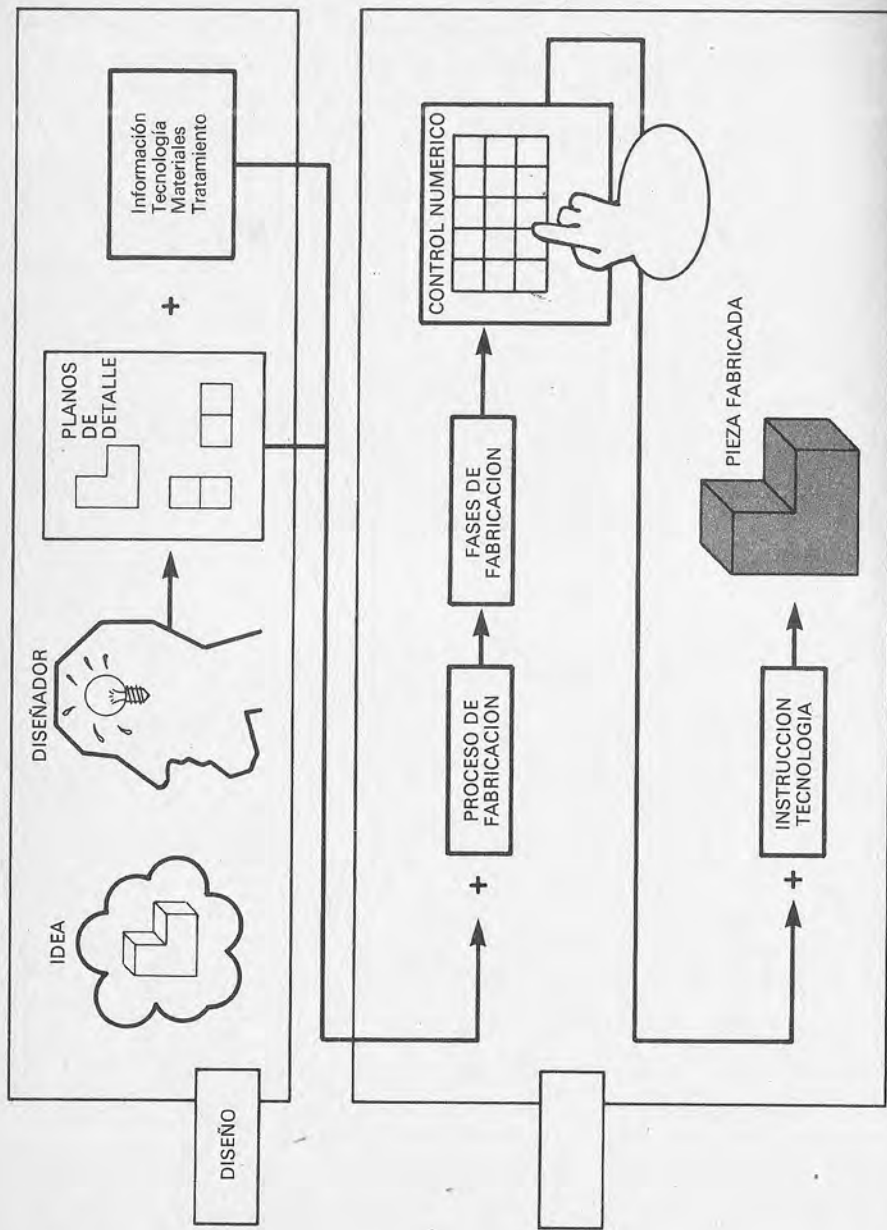 DISEÑO
IDEA
DISEÑADOR
PLANOS
DE
DETALLE
+
Información
Tecnología
Materiales
Tratamiento
+
PROCESO DE
FABRICACION
FASES DE
FABRICACION
CONTROL NUMERICO
+
INSTRUCCION
TECNOLOGIA
PIEZA FABRICADA